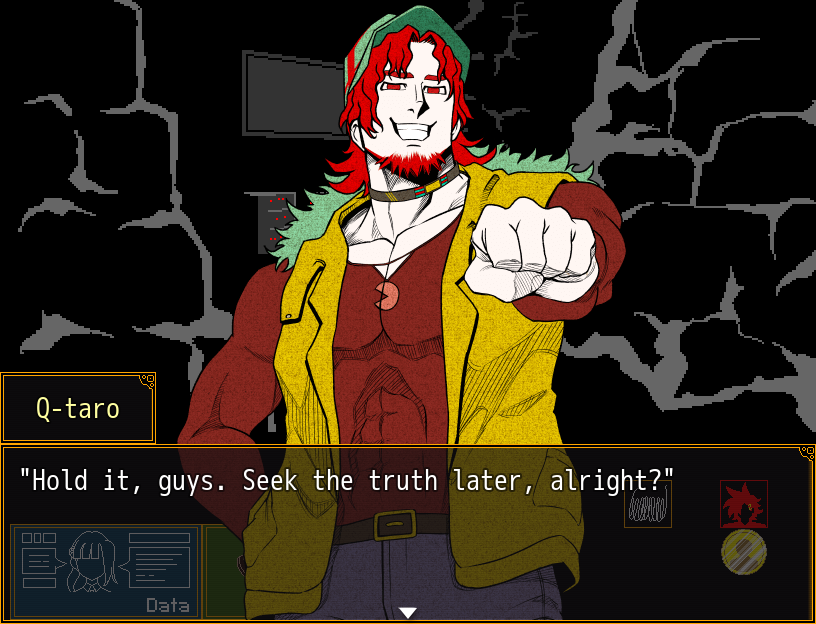 Q-taro
"Hold it, guys. Seek the truth later, alright?"
Data